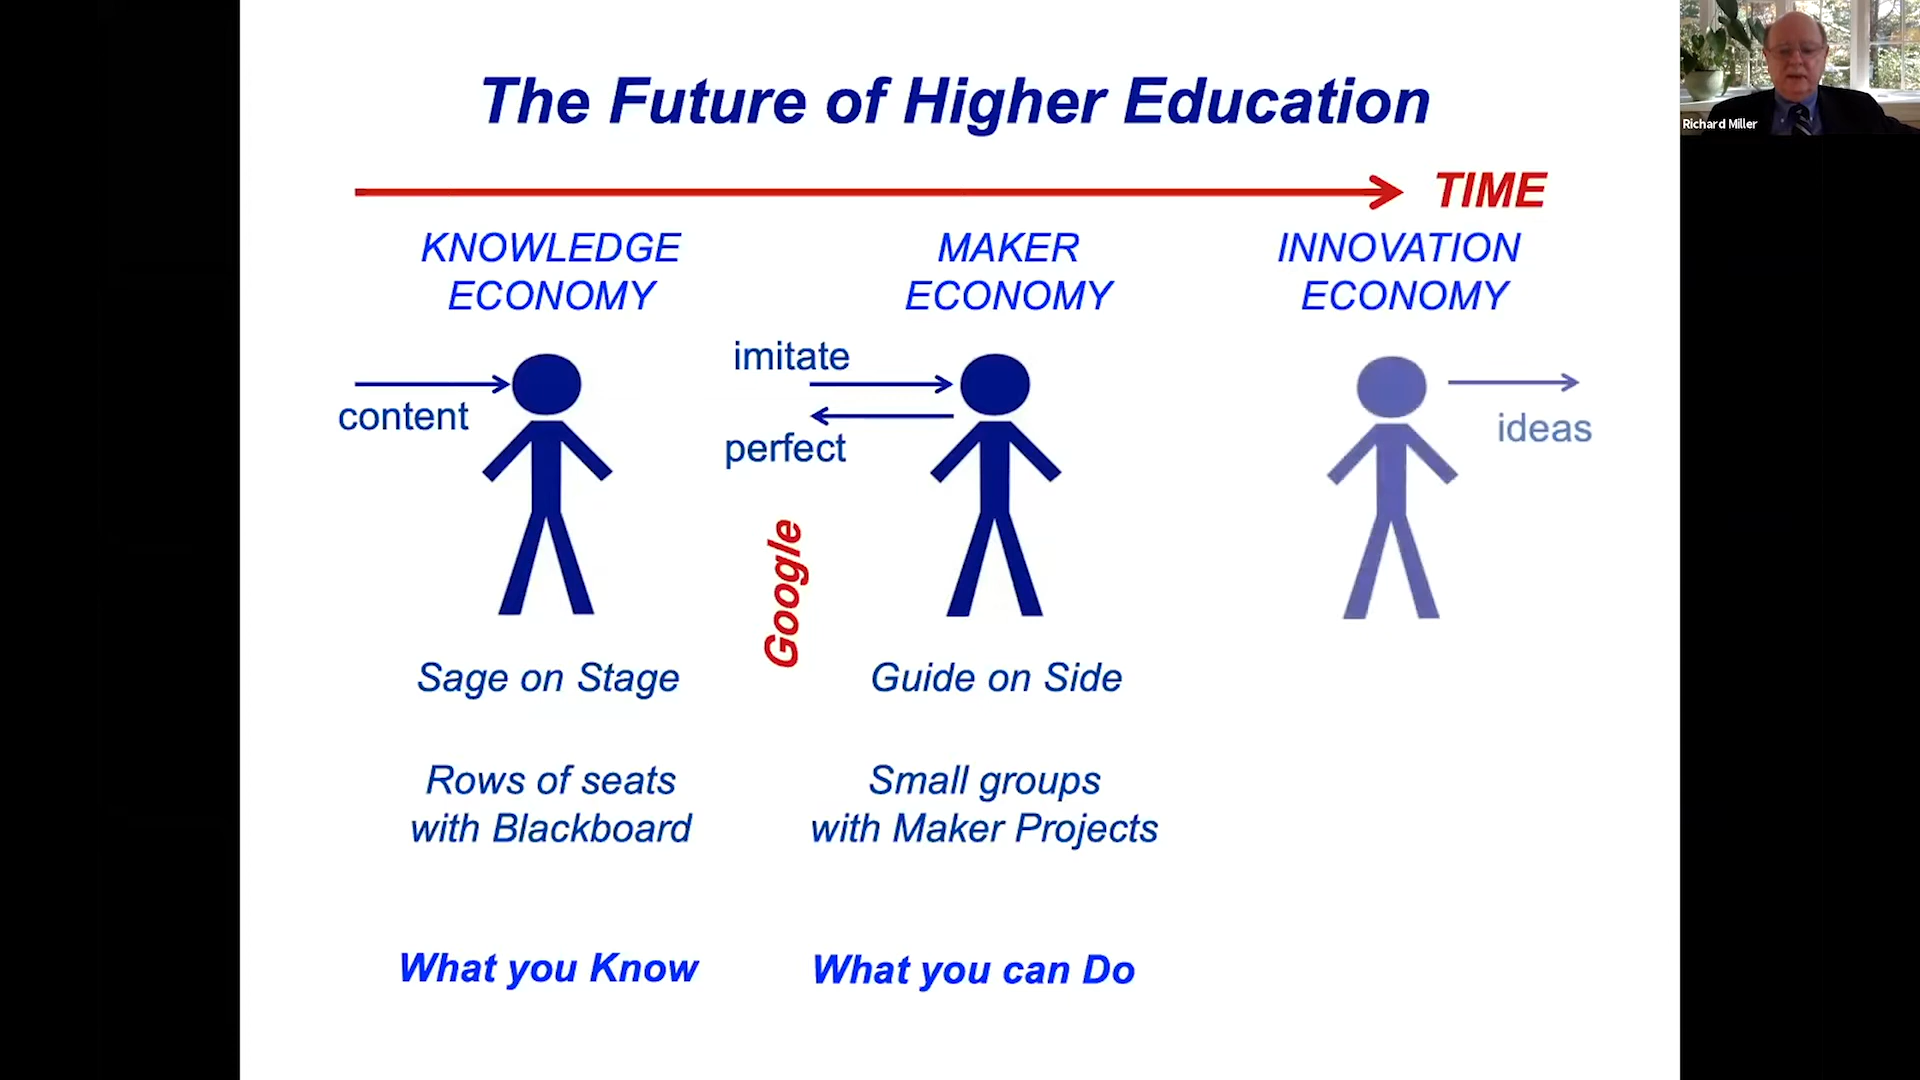 The Future of Higher Education
TIME
KNOWLEDGE
ECONOMY
MAKER
ECONOMY
INNOVATION
ECONOMY
content
imitate
perfect
ideas
Google
Sage on Stage
Guide on Side
Rows of seats
with Blackboard
Small groups
with Maker Projects
What you Know
What you can Do
Richard Miller